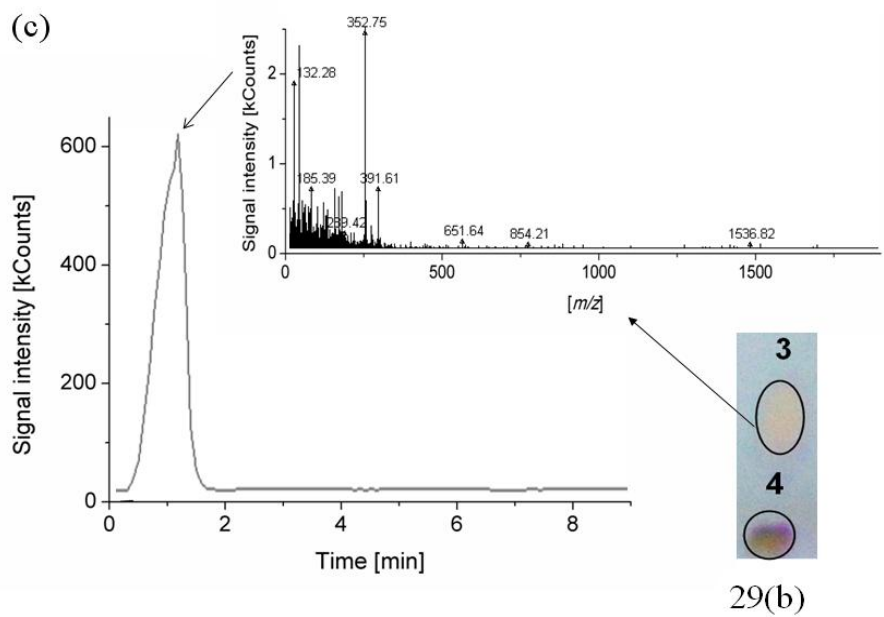 (c)
Signal intensity [kCounts]
600
400
200
0
0 2 4 6 8
Time [min]
Signal intensity [kCounts]
2
1
0
352.75
132.28
185.39
391.61
239.42
651.64
854.21
1536.82
0 500 1000 1500
[m/z]
3
4
29(b)